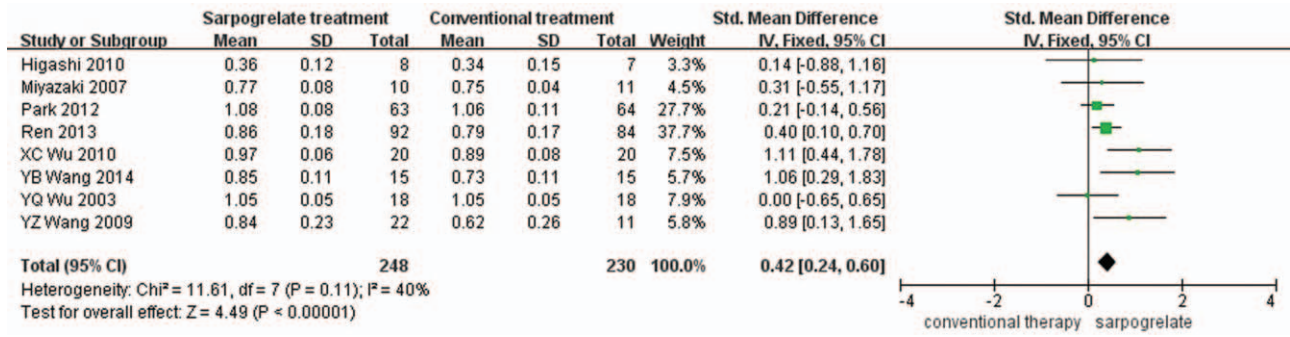 Sarpogrelate treatment Conventional treatment Std. Mean Difference Std. Mean Difference
Study or Subgroup Mean SD Total Mean SD Total Weight IV, Fixed, 95% CI IV, Fixed, 95% CI
Higashi 2010 0.36 0.12 8 0.34 0.15 7 3.3% 0.14 [-0.88, 1.16]
Miyazaki 2007 0.77 0.08 10 0.75 0.04 11 4.5% 0.31 [-0.55, 1.17]
Park 2012 1.08 0.08 63 1.06 0.11 64 27.7% 0.21 [-0.14, 0.56]
Ren 2013 0.86 0.18 92 0.79 0.17 84 37.7% 0.40 [0.10, 0.70]
XC Wu 2010 0.97 0.06 20 0.89 0.08 20 7.5% 1.11 [0.44, 1.78]
YB Wang 2014 0.85 0.11 15 0.73 0.11 15 5.7% 1.06 [0.29, 1.83]
YQ Wu 2003 1.05 0.05 18 1.05 0.05 18 7.9% 0.00 [-0.65, 0.65]
YZ Wang 2009 0.84 0.23 22 0.62 0.26 11 5.8% 0.89 [0.13, 1.65]
Total (95% CI) 248 230 100.0% 0.42 [0.24, 0.60]
Heterogeneity: Chi² = 11.61, df = 7 (P = 0.11); I² = 40%
Test for overall effect: Z = 4.49 (P < 0.00001)
-4 -2 0 2 4
conventional therapy sarpogrelate